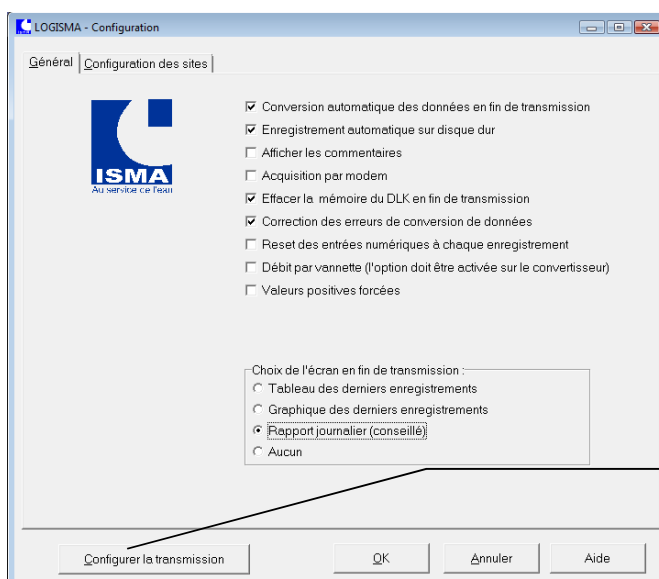 LOGISMA - Configuration
Général
Configuration des sites
ISMA
Au service de l'eau
Conversion automatique des données en fin de transmission
Enregistrement automatique sur disque dur
Afficher les commentaires
Acquisition par modem
Effacer la mémoire du DLK en fin de transmission
Correction des erreurs de conversion de données
Reset des entrées numériques à chaque enregistrement
Débit par vannette (l'option doit être activée sur le convertisseur)
Valeurs positives forcées
Choix de l'écran en fin de transmission :
Tableau des derniers enregistrements
Graphique des derniers enregistrements
Rapport journalier (conseillé)
Aucun
Configurer la transmission
OK
Annuler
Aide